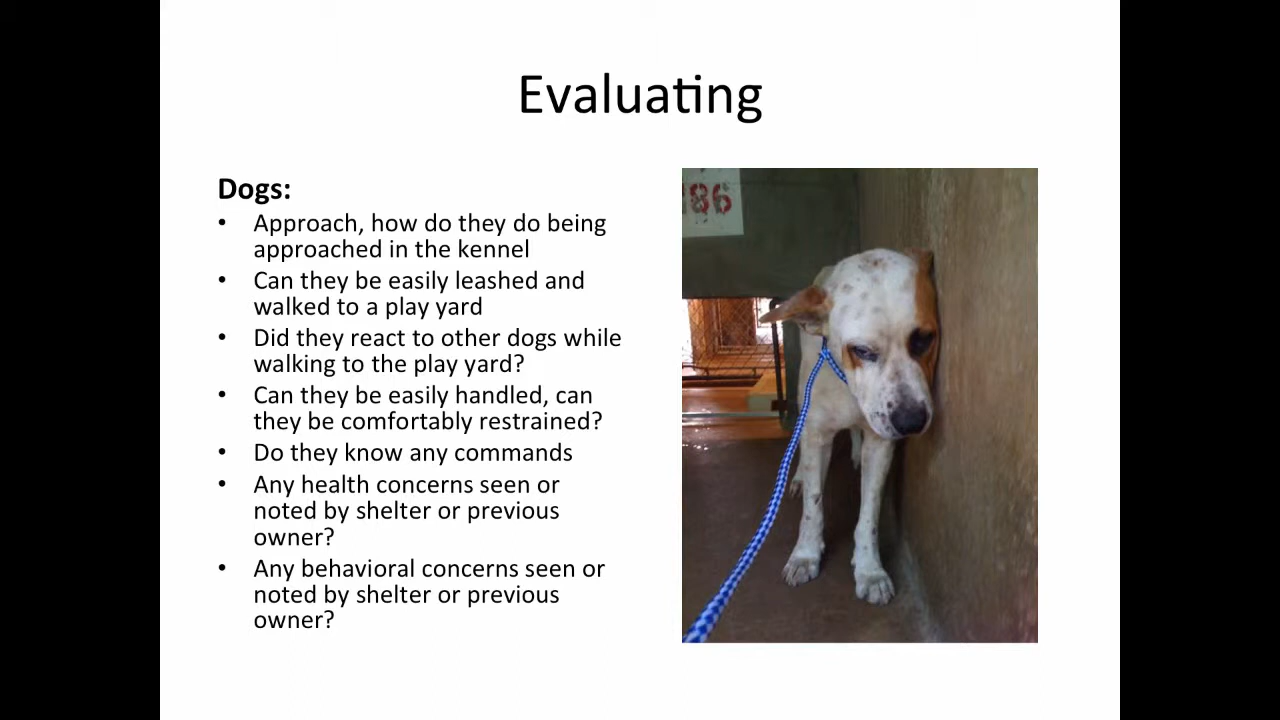 Evaluating
Dogs:
• Approach, how do they do being
approached in the kennel
• Can they be easily leashed and
walked to a play yard
• Did they react to other dogs while
walking to the play yard?
• Can they be easily handled, can
they be comfortably restrained?
• Do they know any commands
• Any health concerns seen or
noted by shelter or previous
owner?
• Any behavioral concerns seen or
noted by shelter or previous
owner?
186